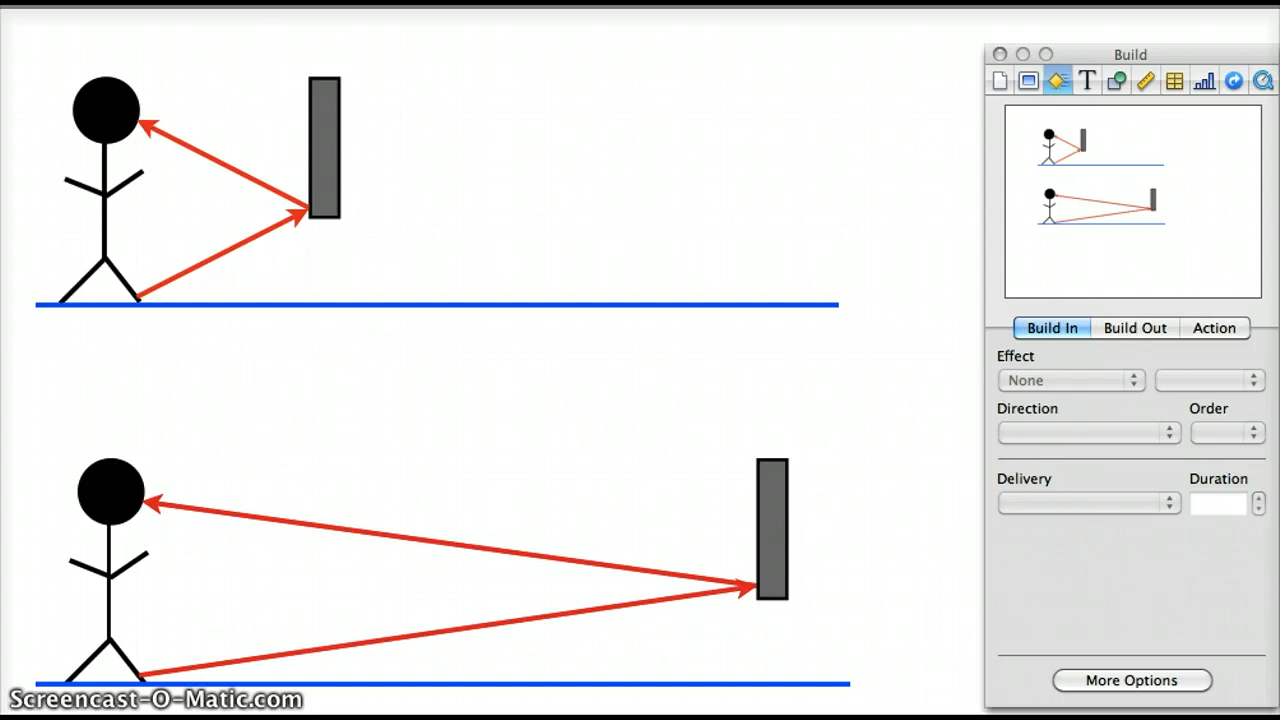 Build
T
Build In Build Out Action
Effect
None
Direction Order
Delivery Duration
More Options
Screencast-O-Matic.com